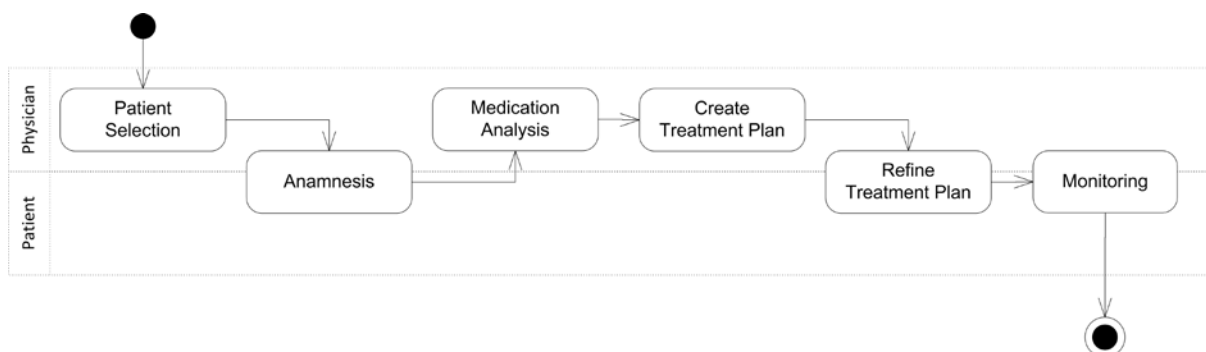 Physician
Patient
Selection
Anamnesis
Medication
Analysis
Create
Treatment Plan
Refine
Treatment Plan
Monitoring
Patient